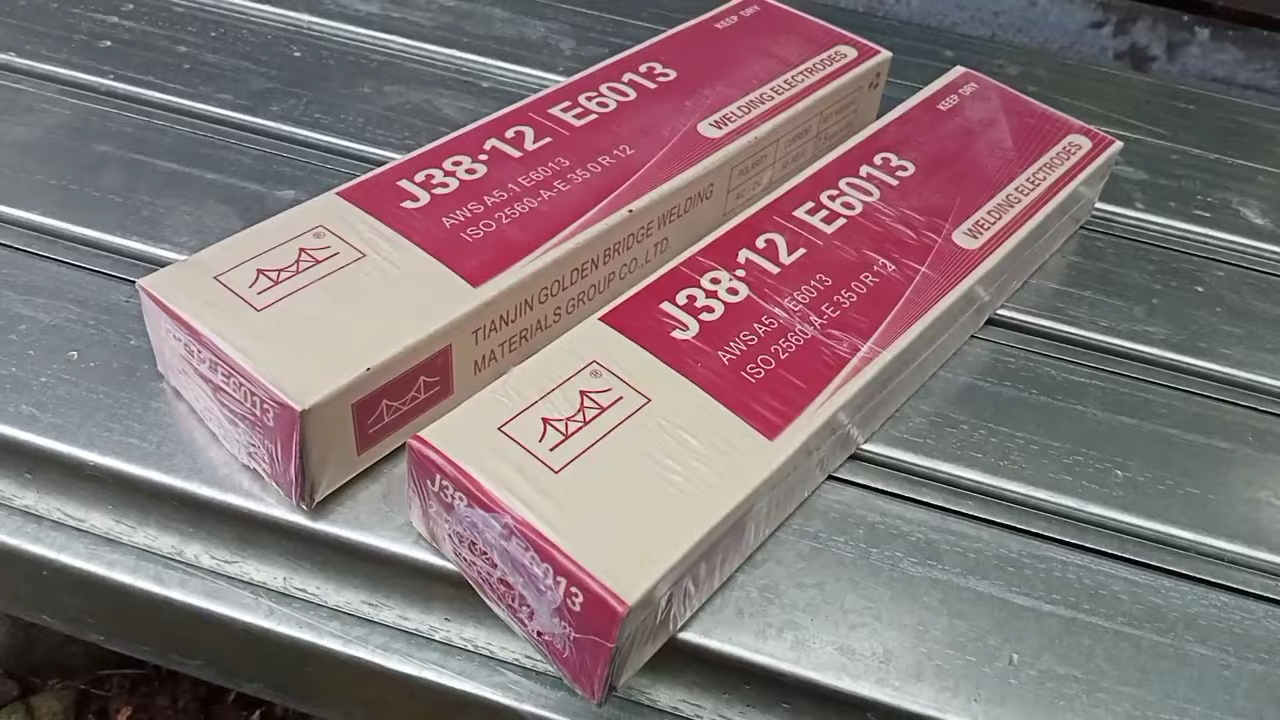 KEEP DRY
J38·12 | E6013
AWS A5.1 E6013
ISO 2560-A-E 35 0 R 12
WELDING ELECTRODES
®
TIANJIN GOLDEN BRIDGE WELDING
MATERIALS GROUP CO.,LTD.
POLARITY CURRENT
E6013
KEEP DRY
J38·12 | E6013
AWS A5.1 E6013
ISO 2560-A-E 35 0 R 12
WELDING ELECTRODES
®